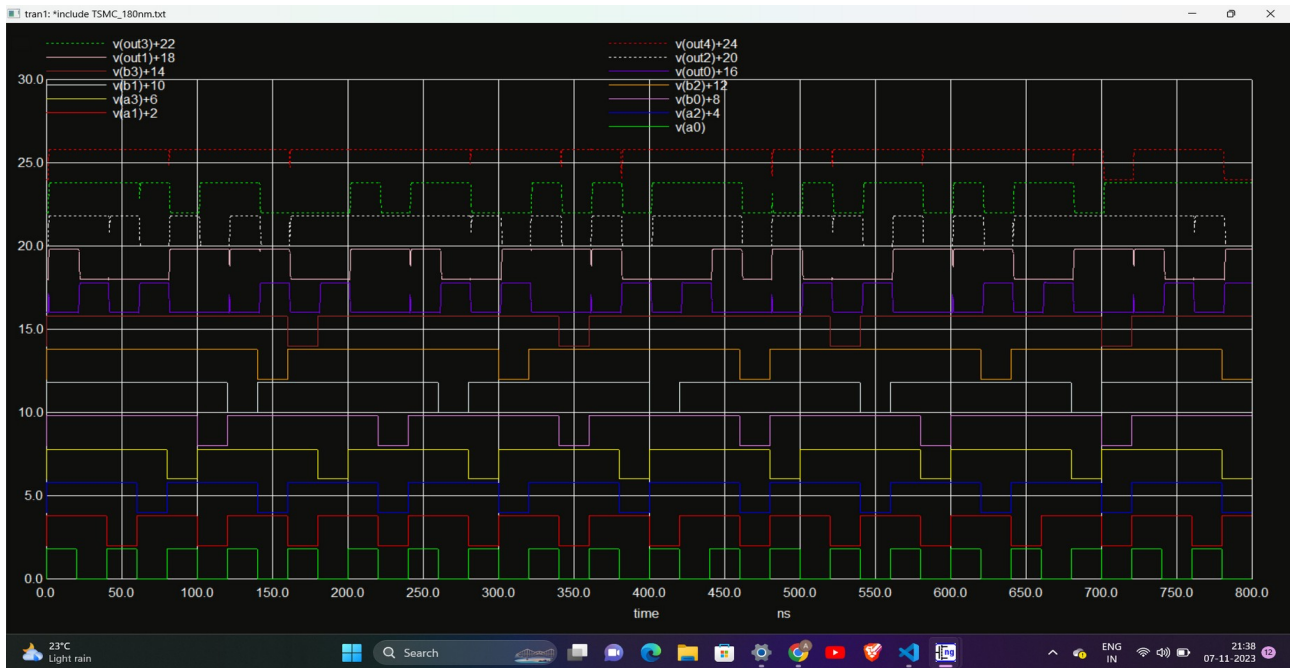 tran1: *include TSMC_180nm.txt
v(out3)+22 v(out4)+24
v(out1)+18 v(out2)+20
v(b3)+14 v(out0)+16
30.0 v(b1)+10 v(b2)+12
v(a3)+6 v(b0)+8
v(a1)+2 v(a2)+4
v(a0)
25.0
20.0
15.0
10.0
5.0
0.0
0.0 50.0 100.0 150.0 200.0 250.0 300.0 350.0 400.0 450.0 500.0 550.0 600.0 650.0 700.0 750.0 800.0
time ns
23°C
Light rain
Search
ng
ENG
IN
21:38
07-11-2023
12